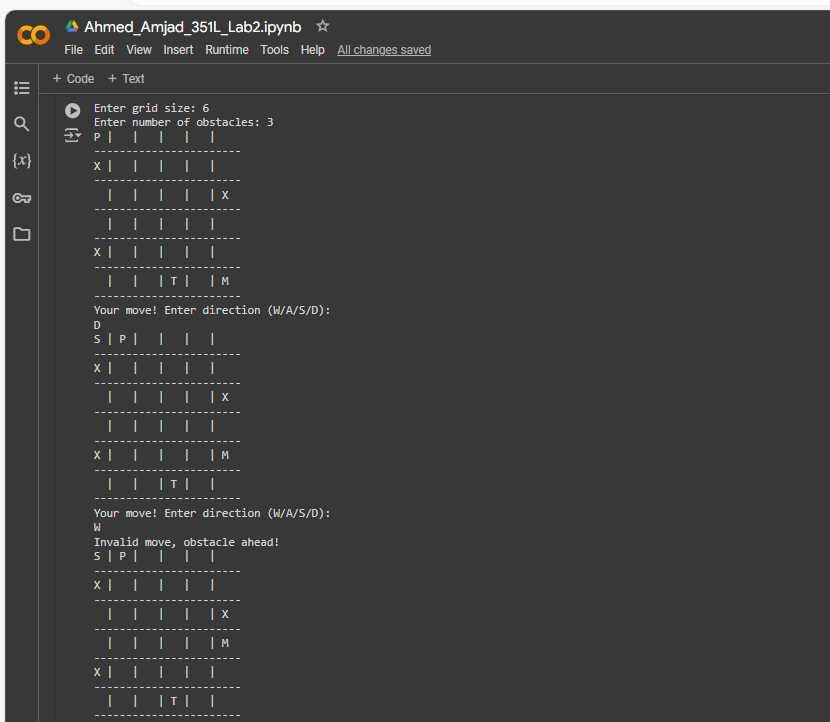 Ahmed_Amjad_351L_Lab2.ipynb
File Edit View Insert Runtime Tools Help All changes saved
+ Code + Text
{x}
Enter grid size: 6
Enter number of obstacles: 3
P |   |   |   |   |
-----------------------
X |   |   |   |   |
-----------------------
  |   |   |   |   | X
-----------------------
  |   |   |   |   |
-----------------------
X |   |   |   |   |
-----------------------
  |   |   | T |   | M
-----------------------
Your move! Enter direction (W/A/S/D):
D
S | P |   |   |   |
-----------------------
X |   |   |   |   |
-----------------------
  |   |   |   |   | X
-----------------------
  |   |   |   |   |
-----------------------
X |   |   |   |   | M
-----------------------
  |   |   | T |   |
-----------------------
Your move! Enter direction (W/A/S/D):
W
Invalid move, obstacle ahead!
S | P |   |   |   |
-----------------------
X |   |   |   |   |
-----------------------
  |   |   |   |   | X
-----------------------
  |   |   |   |   | M
-----------------------
X |   |   |   |   |
-----------------------
  |   |   | T |   |
-----------------------